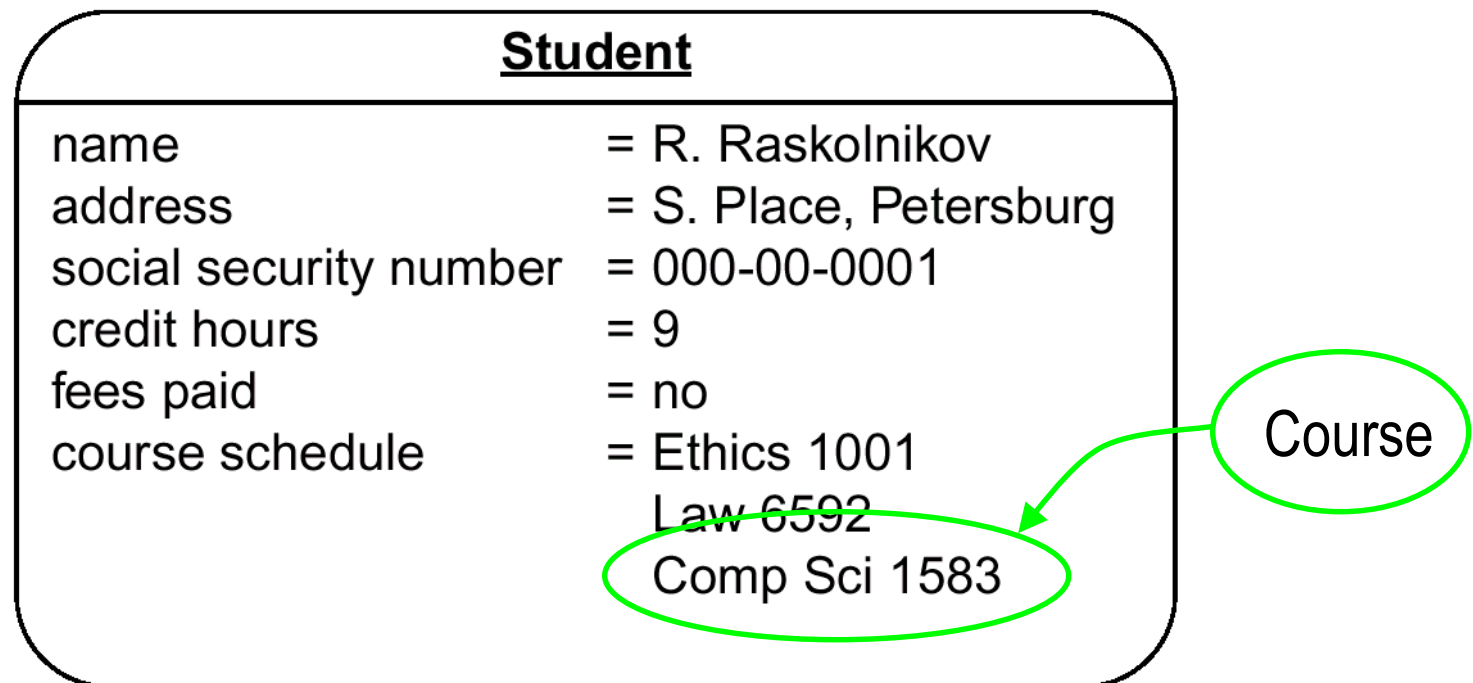 Student
name = R. Raskolnikov
address = S. Place, Petersburg
social security number = 000-00-0001
credit hours = 9
fees paid = no
course schedule = Ethics 1001
Law 6592
Comp Sci 1583
Course